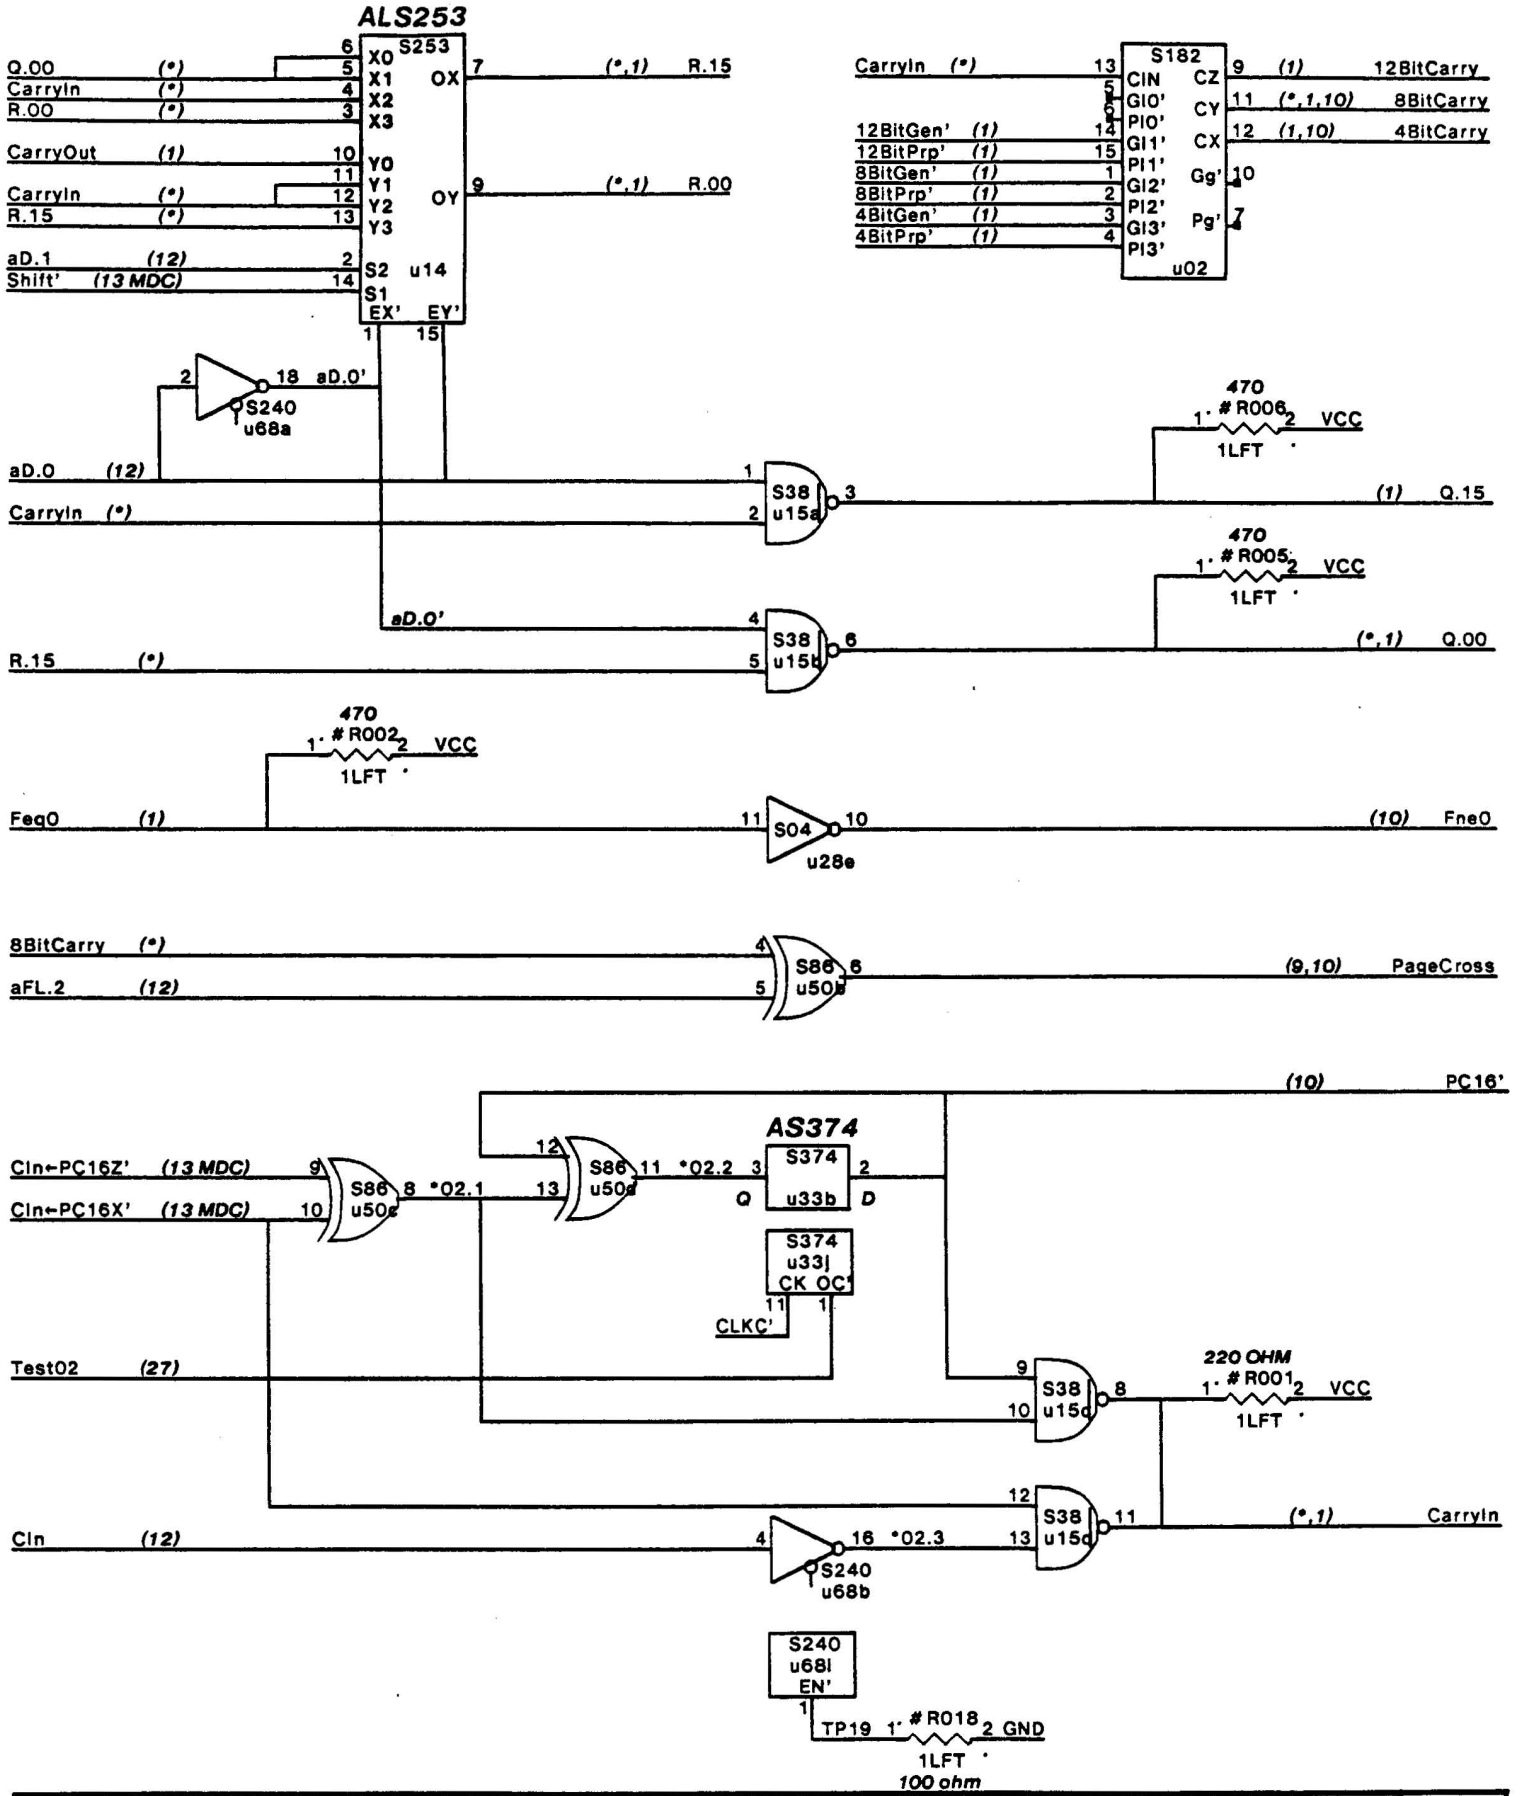 ALS253
S253
Q.00 (*) 6 X0
5 X1 OX 7 (*,1) R.15
CarryIn (*) 4 X2
R.00 (*) 3 X3
CarryOut (1) 10 Y0
11 Y1
CarryIn (*) 12 Y2 OY 9 (*,1) R.00
R.15 (*) 13 Y3
aD.1 (12) 2 S2 u14
Shift' (13 MDC) 14 S1
EX' EY'
1 15
S182
CarryIn (*) 13 CIN CZ 9 (1) 12BitCarry
5 GI0' CY 11 (*,1,10) 8BitCarry
6 PI0'
12BitGen' (1) 14 GI1' CX 12 (1,10) 4BitCarry
12BitPrp' (1) 15 PI1'
8BitGen' (1) 1 GI2' Gg' 10
8BitPrp' (1) 2 PI2'
4BitGen' (1) 3 GI3' Pg' 7
4BitPrp' (1) 4 PI3'
u02
2 18 aD.0'
S240
u68a
470
1 # R006 2 VCC
1LFT
aD.0 (12) 1 S38 3 (1) Q.15
CarryIn (*) 2 u15a
470
1 # R005 2 VCC
1LFT
aD.0' 4 S38 6 (*,1) Q.00
R.15 (*) 5 u15b
470
1 # R002 2 VCC
1LFT
Feq0 (1) 11 S04 10 (10) Fne0
u28e
8BitCarry (*) 4 S86 6 (9,10) PageCross
aFL.2 (12) 5 u50b
(10) PC16'
AS374
12 S86 11 *02.2 3 S374 2
13 u50d Q u33b D
CIn←PC16Z' (13 MDC) 9 S86 8 *02.1
CIn←PC16X' (13 MDC) 10 u50c
S374
u33j
CK OC'
11 1
CLKC'
Test02 (27)
9 S38 8
10 u15c
220 OHM
1 # R001 2 VCC
1LFT
12 S38 11 (*,1) CarryIn
13 u15d
CIn (12) 4 16 *02.3
S240
u68b
S240
u68l
EN'
1
TP19 1 # R018 2 GND
1LFT
100 ohm